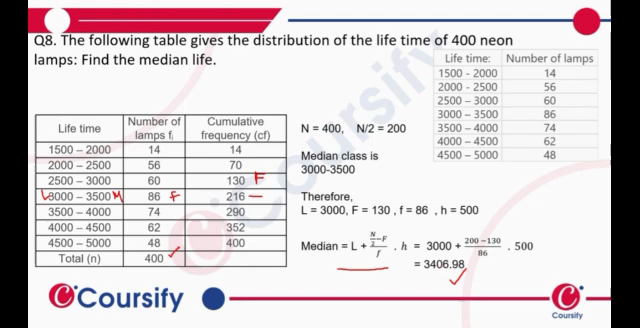 Coursify
Q8. The following table gives the distribution of the life time of 400 neon
lamps: Find the median life.
Life time: Number of lamps
1500 - 2000 14
2000 - 2500 56
2500 – 3000 60
3000 – 3500 86
3500 – 4000 74
4000 – 4500 62
4500 – 5000 48
Life time Number of lamps fᵢ Cumulative frequency (cf)
1500 – 2000 14 14
2000 – 2500 56 70
2500 – 3000 60 130 F
L 3000 – 3500 M 86 f 216 –
3500 – 4000 74 290
4000 – 4500 62 352
4500 – 5000 48 400
Total (n) 400
N = 400, N/2 = 200
Median class is
3000-3500
Therefore,
L = 3000, F = 130 , f = 86 , h = 500
Median = L + (N/2 − F)/f . h = 3000 + (200 −130)/86 . 500
= 3406.98
Coursify
Coursify
Coursify